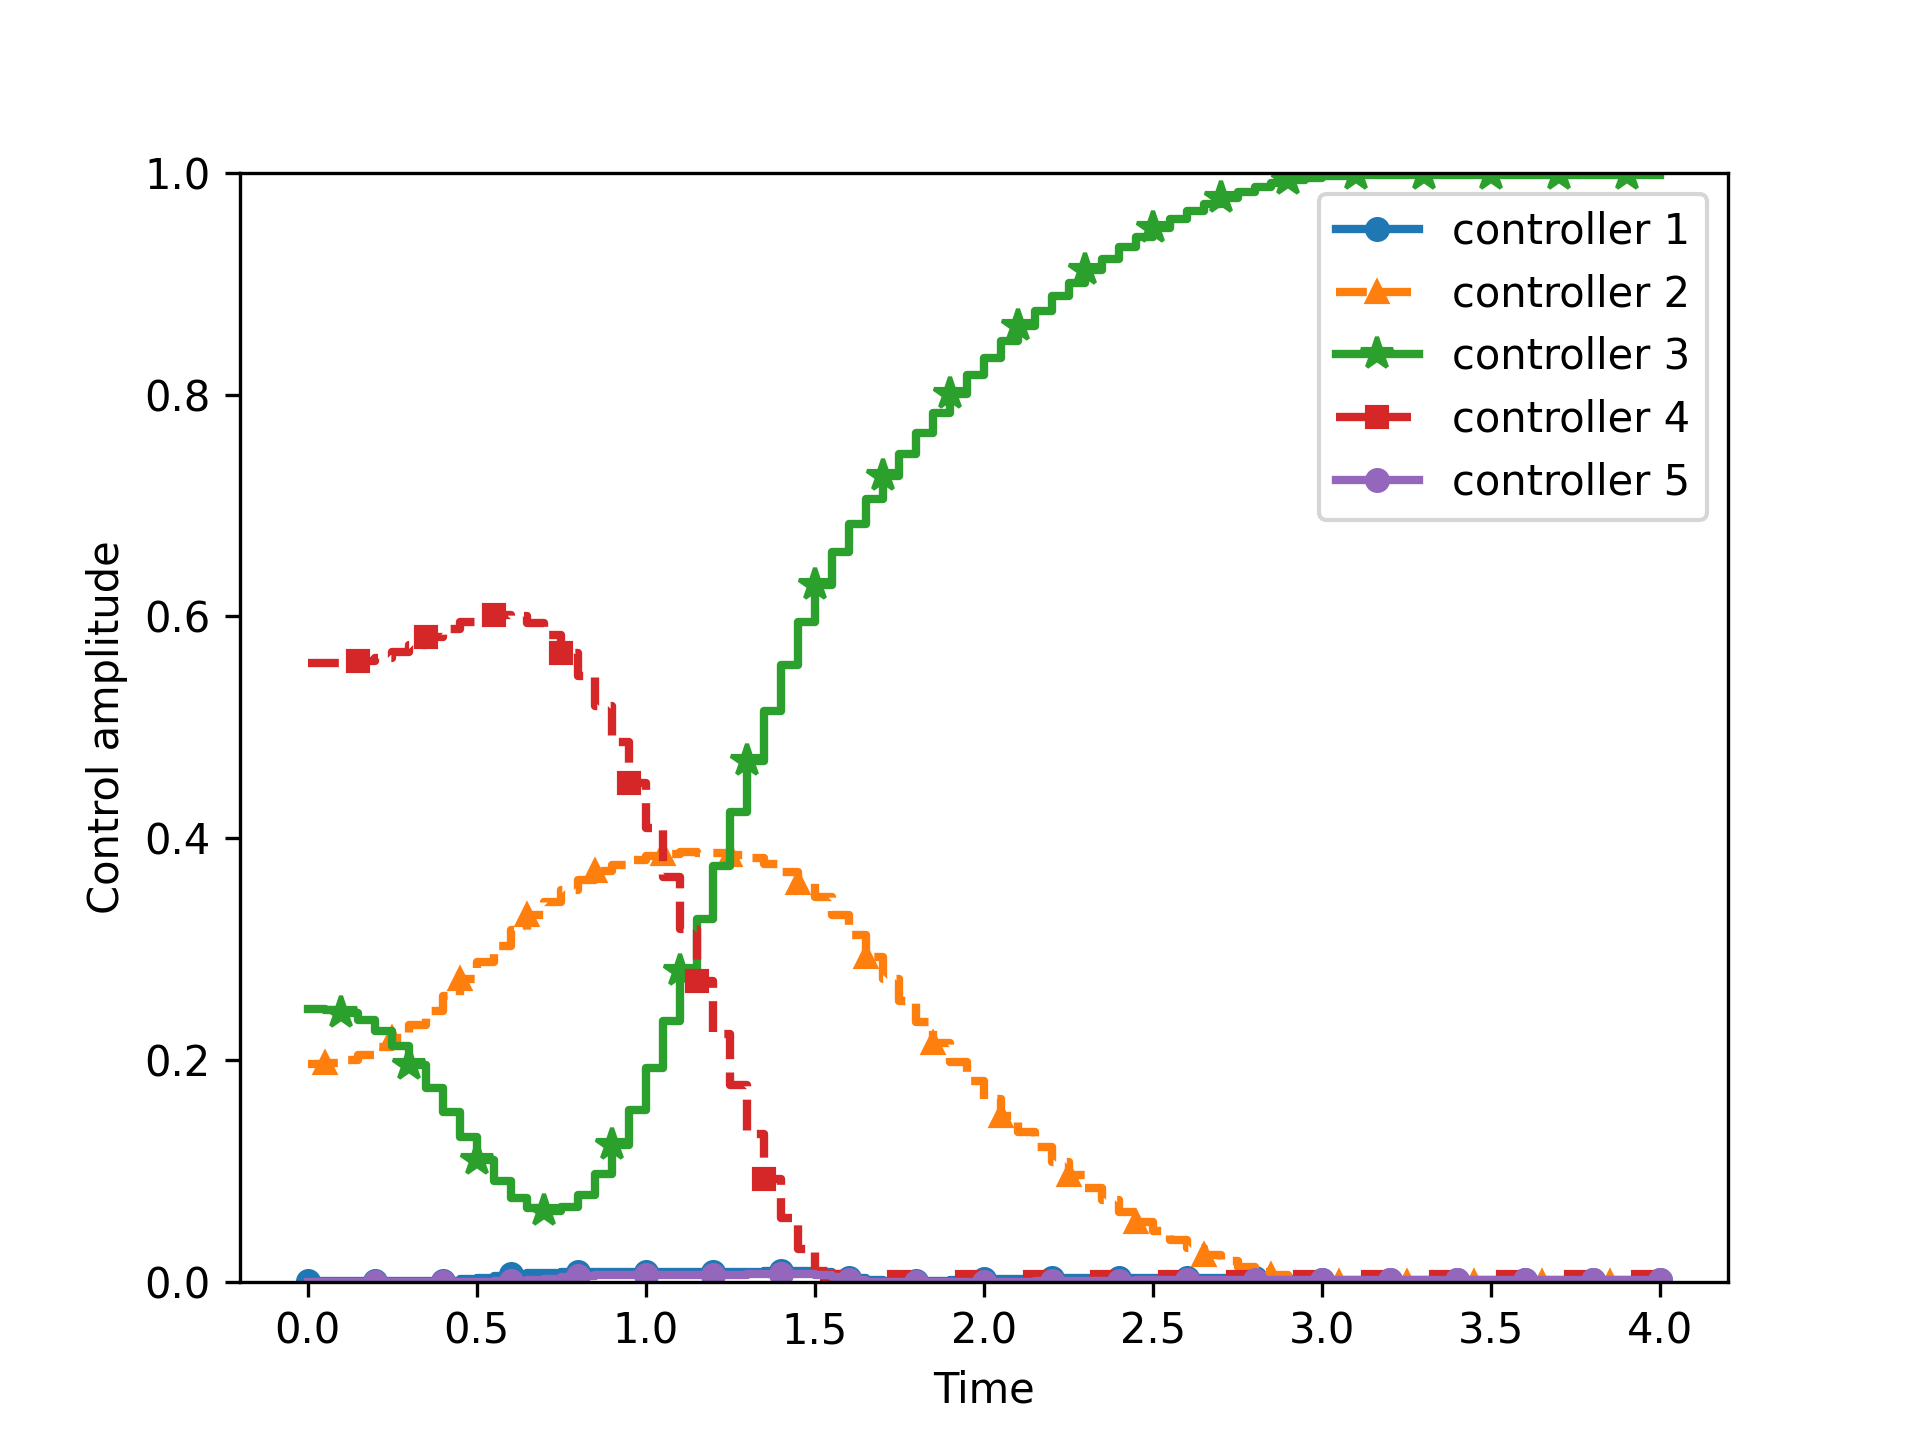 1.0
0.8
0.6
0.4
0.2
0.0
Control amplitude
0.0 0.5 1.0 1.5 2.0 2.5 3.0 3.5 4.0
Time
controller 1
controller 2
controller 3
controller 4
controller 5